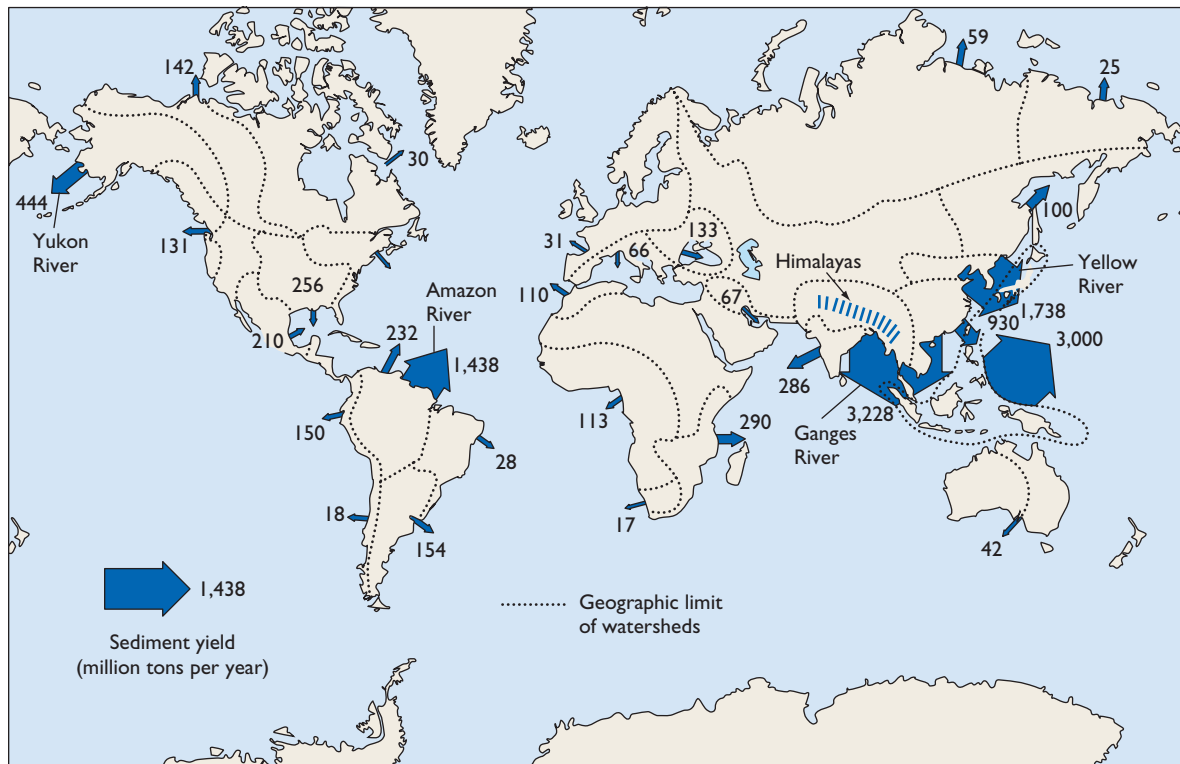 59
142
25
30
444
100
Yukon
River
131
31
66
133
Himalayas
Yellow
River
256
Amazon
River
110
67
210
232
1,438
930
1,738
3,000
286
3,228
Ganges
River
150
28
113
290
18
154
17
42
1,438
Sediment yield
(million tons per year)
Geographic limit
of watersheds